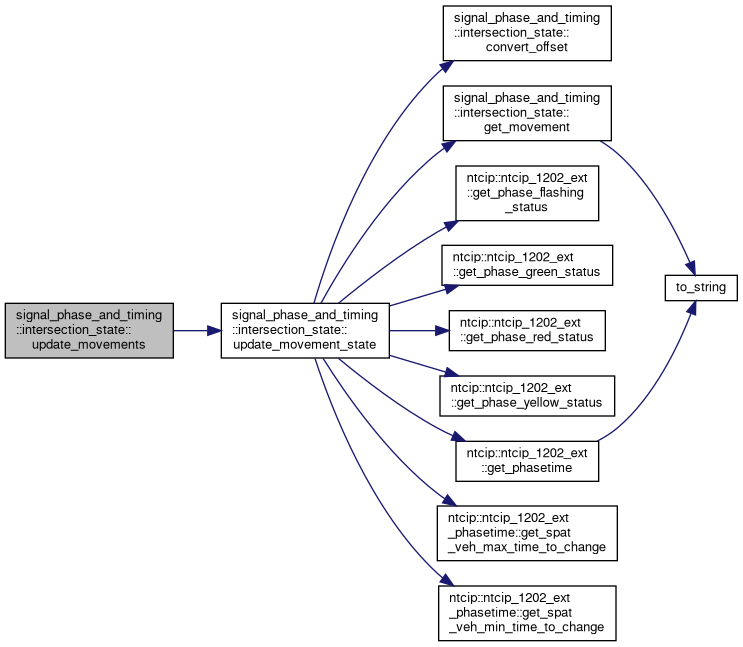 signal_phase_and_timing
::intersection_state::
update_movements
signal_phase_and_timing
::intersection_state::
update_movement_state
signal_phase_and_timing
::intersection_state::
convert_offset
signal_phase_and_timing
::intersection_state::
get_movement
ntcip::ntcip_1202_ext
::get_phase_flashing
_status
ntcip::ntcip_1202_ext
::get_phase_green_status
ntcip::ntcip_1202_ext
::get_phase_red_status
ntcip::ntcip_1202_ext
::get_phase_yellow_status
ntcip::ntcip_1202_ext
::get_phasetime
ntcip::ntcip_1202_ext
_phasetime::get_spat
_veh_max_time_to_change
ntcip::ntcip_1202_ext
_phasetime::get_spat
_veh_min_time_to_change
to_string